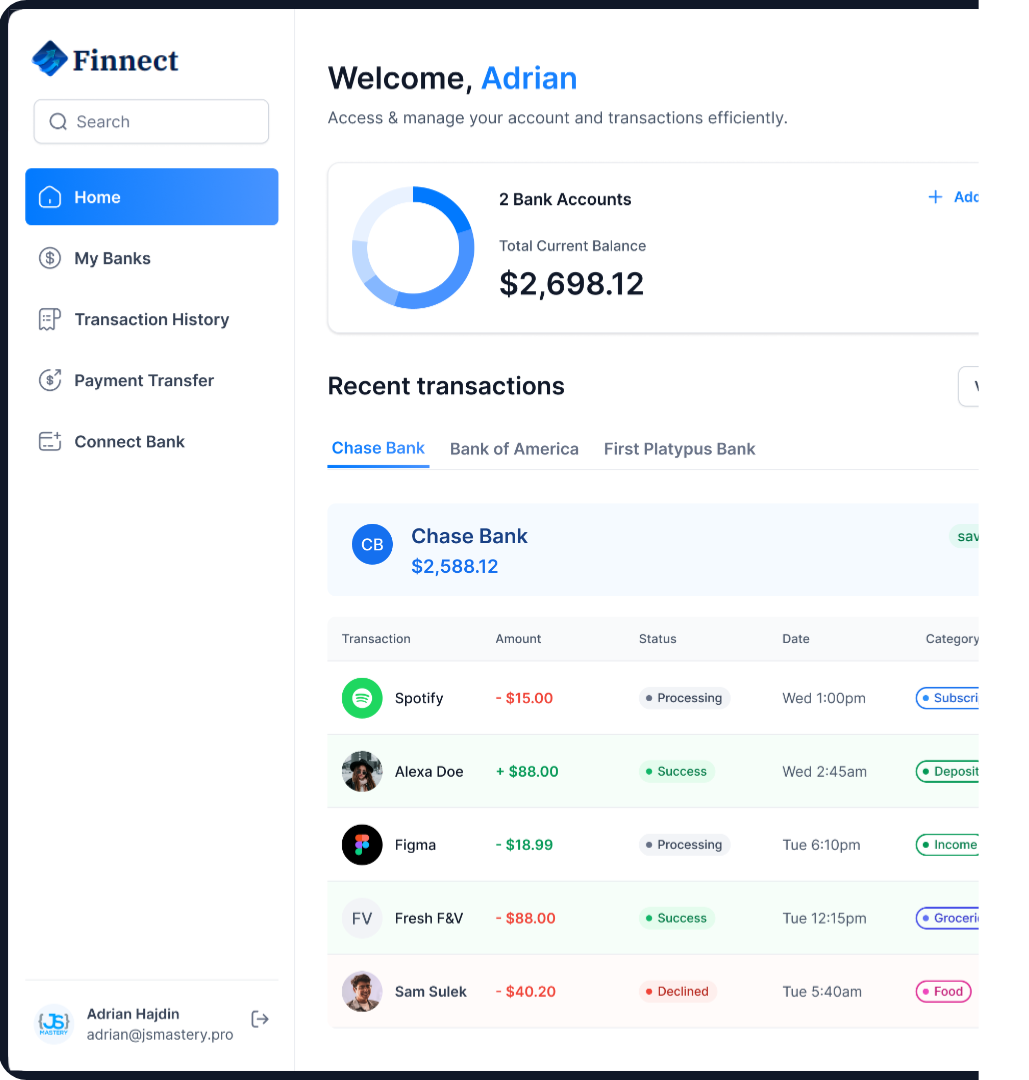 Finnect
Search
Home
My Banks
Transaction History
Payment Transfer
Connect Bank
Adrian Hajdin
adrian@jsmastery.pro
{JS}
MASTERY
Welcome, Adrian
Access & manage your account and transactions efficiently.
2 Bank Accounts
Total Current Balance
$2,698.12
+ Add
Recent transactions
Chase Bank Bank of America First Platypus Bank
CB
Chase Bank
$2,588.12
sav
Transaction Amount Status Date Category
Spotify - $15.00 Processing Wed 1:00pm Subscri
Alexa Doe + $88.00 Success Wed 2:45am Deposit
Figma - $18.99 Processing Tue 6:10pm Income
FV Fresh F&V - $88.00 Success Tue 12:15pm Groceri
Sam Sulek - $40.20 Declined Tue 5:40am Food